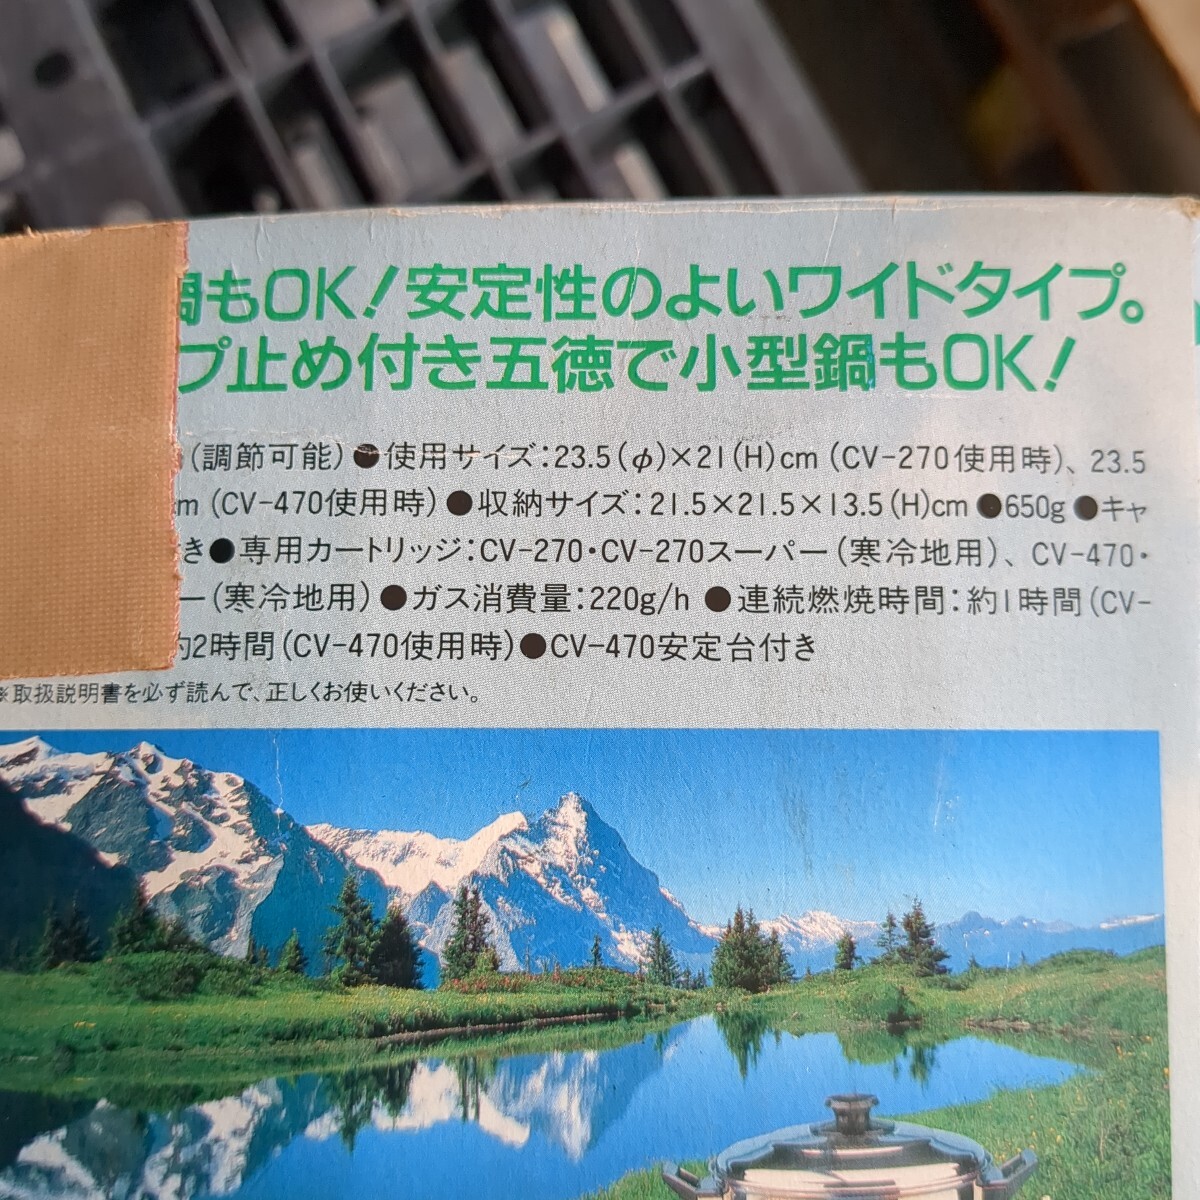 鍋もOK!安定性のよいワイドタイプ。
プ止め付き五徳で小型鍋もOK!
(調節可能)●使用サイズ:23.5(φ)×21(H)cm(CV-270使用時)、23.5
cm(CV-470使用時)●収納サイズ:21.5×21.5×13.5(H)cm●650g●キャ
き●専用カートリッジ:CV-270・CV-270スーパー(寒冷地用)、CV-470・
ー(寒冷地用)●ガス消費量:220g/h●連続燃焼時間:約1時間(CV-
約2時間(CV-470使用時)●CV-470安定台付き
※取扱説明書を必ず読んで、正しくお使いください。